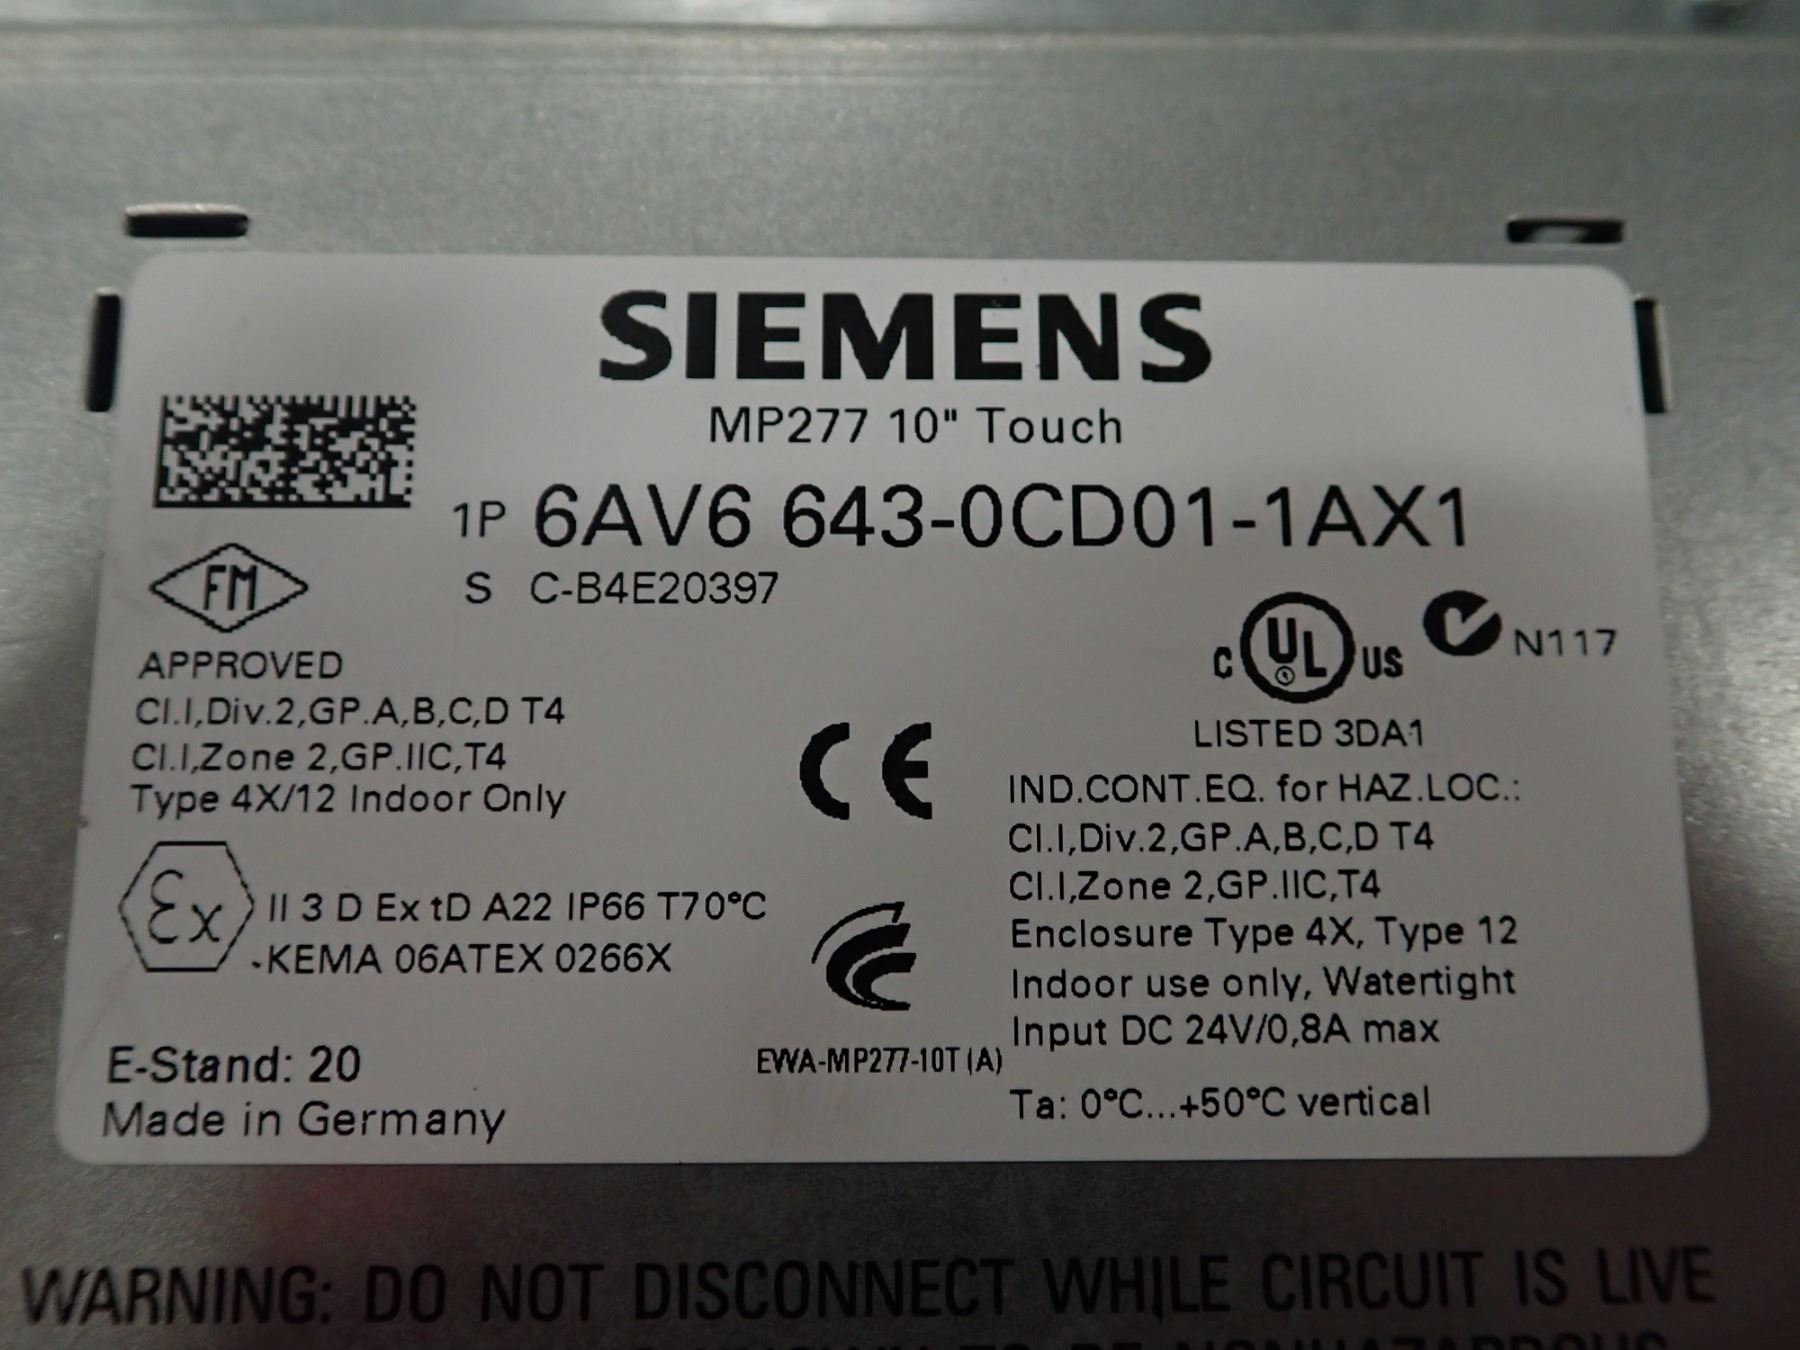 SIEMENS
MP277 10" Touch
1P 6AV6 643-0CD01-1AX1
S C-B4E20397
FM
APPROVED
Cl.I,Div.2,GP.A,B,C,D T4
Cl.I,Zone 2,GP.IIC,T4
Type 4X/12 Indoor Only
Ex II 3 D Ex tD A22 IP66 T70°C
KEMA 06ATEX 0266X
E-Stand: 20
Made in Germany
CE
EWA-MP277-10T(A)
C UL US N117
LISTED 3DA1
IND.CONT.EQ. for HAZ.LOC.:
Cl.I,Div.2,GP.A,B,C,D T4
Cl.I,Zone 2,GP.IIC,T4
Enclosure Type 4X, Type 12
Indoor use only, Watertight
Input DC 24V/0,8A max
Ta: 0°C...+50°C vertical
WARNING: DO NOT DISCONNECT WHILE CIRCUIT IS LIVE